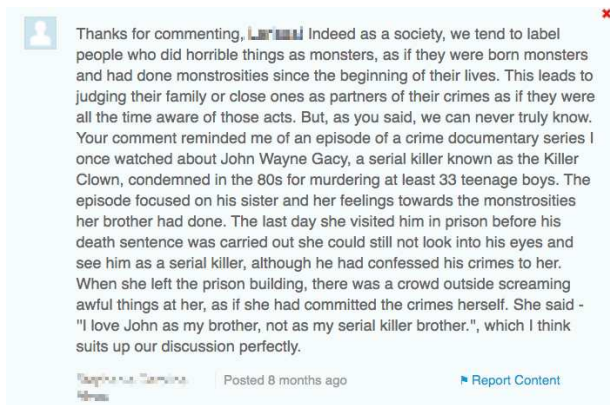 Thanks for commenting, Indeed as a society, we tend to label
people who did horrible things as monsters, as if they were born monsters
and had done monstrosities since the beginning of their lives. This leads to
judging their family or close ones as partners of their crimes as if they were
all the time aware of those acts. But, as you said, we can never truly know.
Your comment reminded me of an episode of a crime documentary series I
once watched about John Wayne Gacy, a serial killer known as the Killer
Clown, condemned in the 80s for murdering at least 33 teenage boys. The
episode focused on his sister and her feelings towards the monstrosities
her brother had done. The last day she visited him in prison before his
death sentence was carried out she could still not look into his eyes and
see him as a serial killer, although he had confessed his crimes to her.
When she left the prison building, there was a crowd outside screaming
awful things at her, as if she had committed the crimes herself. She said -
"I love John as my brother, not as my serial killer brother.", which I think
suits up our discussion perfectly.
Posted 8 months ago
Report Content